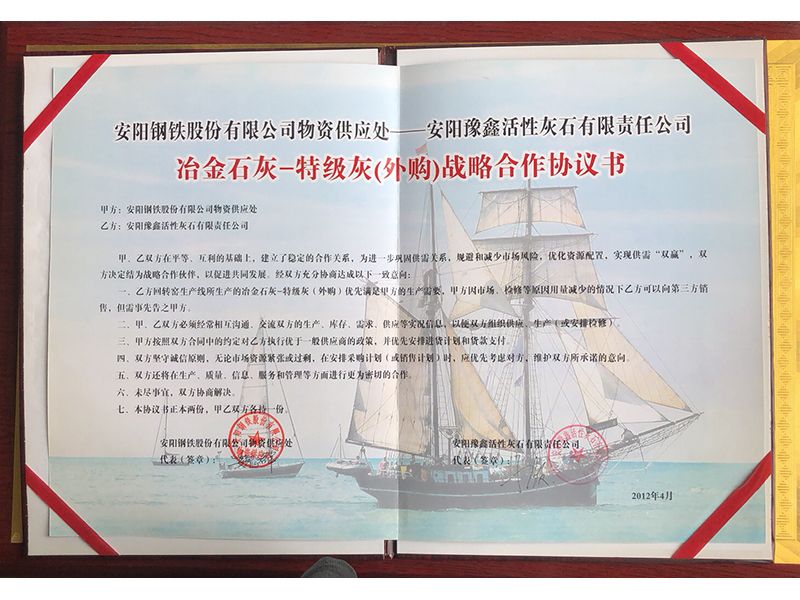 安阳钢铁股份有限公司物资供应处——安阳豫鑫活性灰石有限责任公司
冶金石灰-特级灰(外购)战略合作协议书
甲方：安阳钢铁股份有限公司物资供应处
乙方：安阳豫鑫活性灰石有限责任公司
甲、乙双方在平等、互利的基础上，建立了稳定的合作关系，为进一步巩固供需关系，规避和减少市场风险，优化资源配置，实现供需“双赢”，双
方决定结为战略合作伙伴，以促进共同发展。经双方充分协商达成以下一致意向：
一、乙方回转窑生产线所生产的冶金石灰-特级灰（外购）优先满足甲方的生产需要，甲方因市场、检修等原因用量减少的情况下乙方可以向第三方销
售，但需事先告之甲方。
二、甲、乙双方必须经常相互沟通、交流双方的生产、库存、需求、供应等实况信息，以便双方组织供应、生产（或安排检修）。
三、甲方按照双方合同中的约定对乙方执行优于一般供应商的政策，并优先安排进货计划和货款支付。
四、双方坚守诚信原则，无论市场资源紧张或过剩，在安排采购计划（或销售计划）时，应优先考虑对方，维护双方所承诺的意向。
五、双方还将在生产、质量、信息、服务和管理等方面进行更为密切的合作。
六、未尽事宜，双方协商解决。
七、本协议书正本两份，甲乙双方各持一份。
安阳钢铁股份有限公司物资供应处
代表（签章）：
安阳豫鑫活性灰石有限责任公司
代表（签章）：
2012年4月